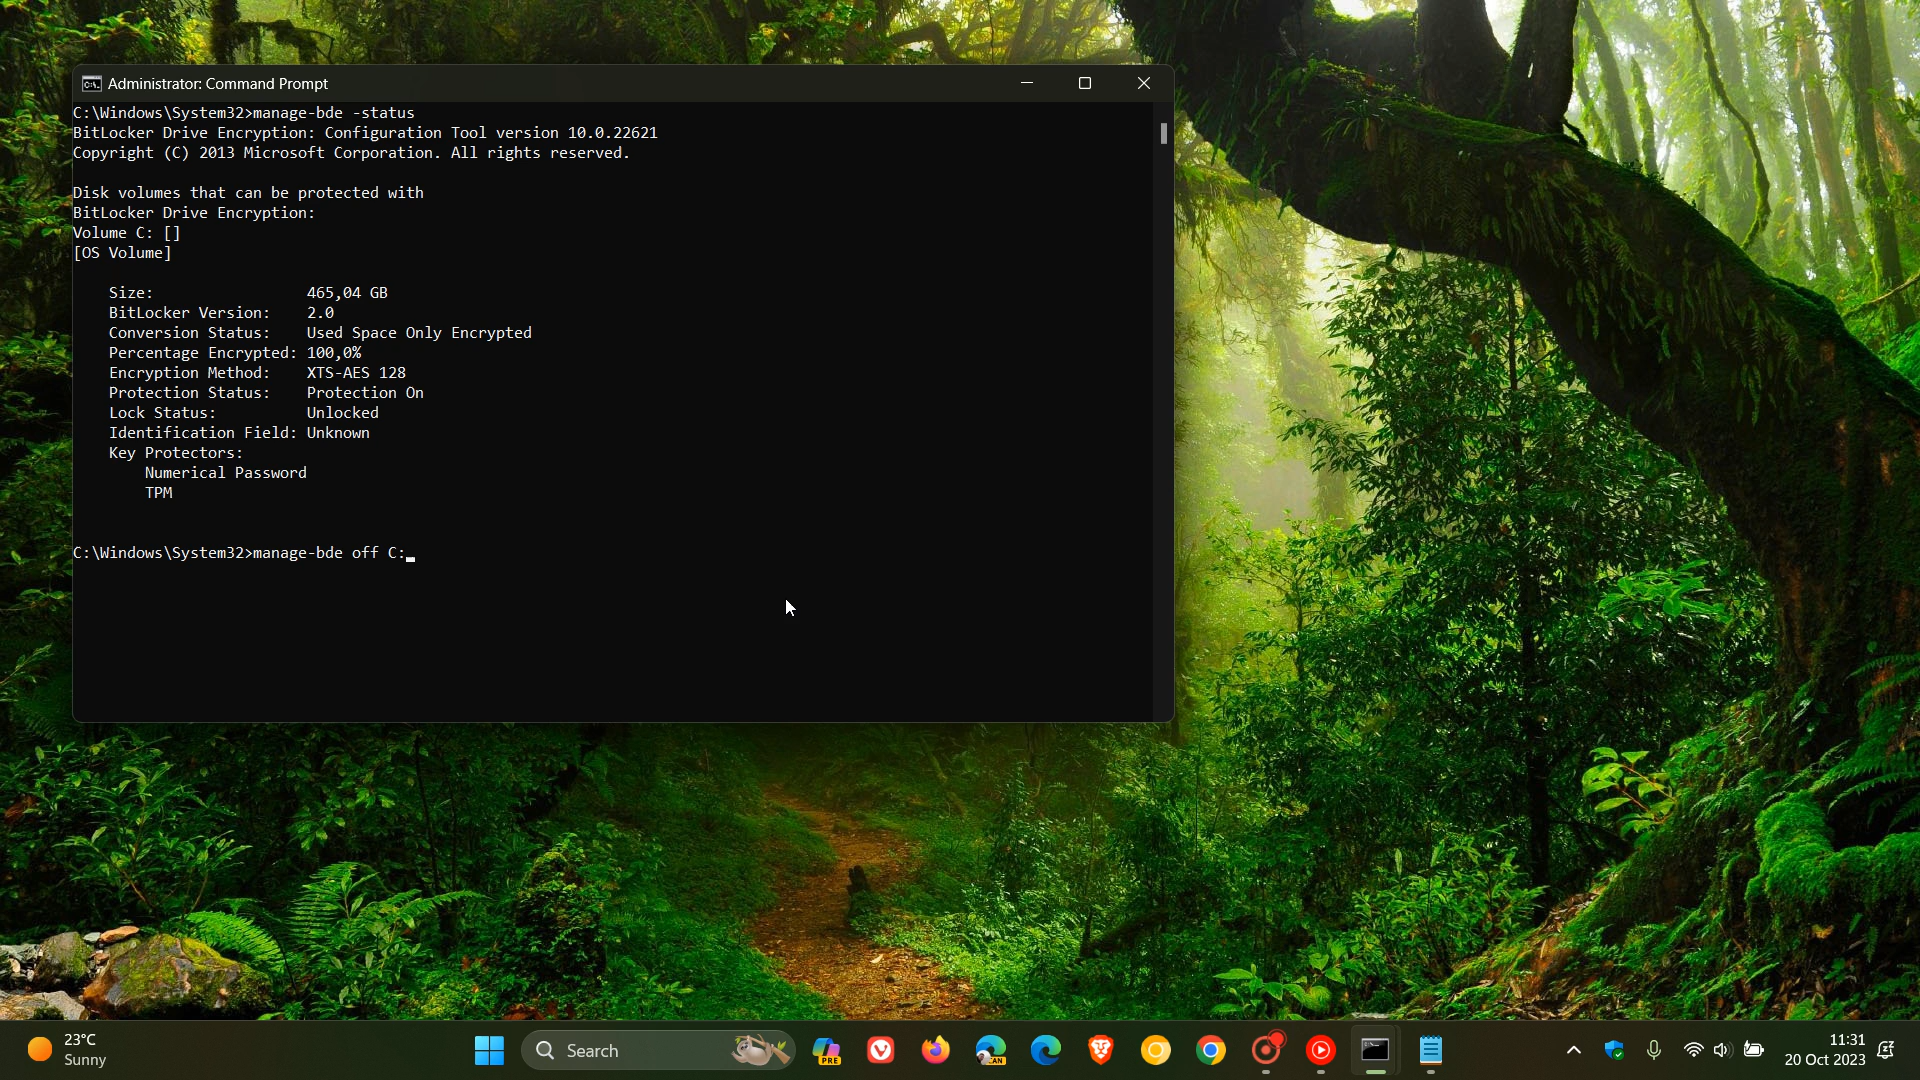 Administrator: Command Prompt
C:\Windows\System32>manage-bde -status
BitLocker Drive Encryption: Configuration Tool version 10.0.22621
Copyright (C) 2013 Microsoft Corporation. All rights reserved.
Disk volumes that can be protected with
BitLocker Drive Encryption:
Volume C: []
[OS Volume]
Size: 465,04 GB
BitLocker Version: 2.0
Conversion Status: Used Space Only Encrypted
Percentage Encrypted: 100,0%
Encryption Method: XTS-AES 128
Protection Status: Protection On
Lock Status: Unlocked
Identification Field: Unknown
Key Protectors:
Numerical Password
TPM
C:\Windows\System32>manage-bde off C:
23°C
Sunny
Search
PRE
CAN
11:31
20 Oct 2023